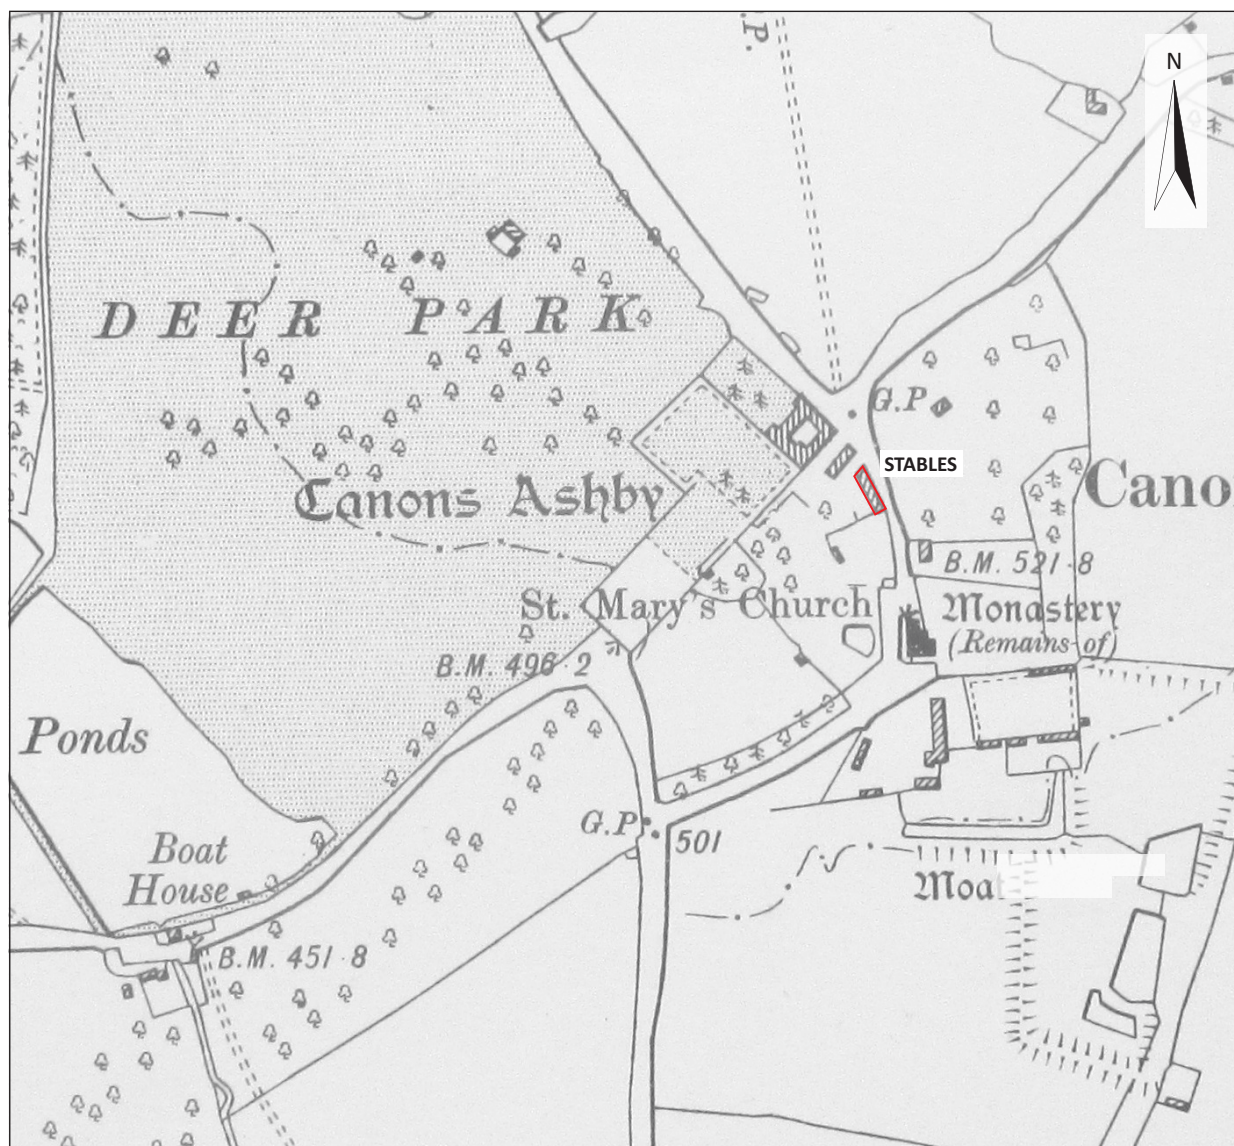 P.
N
DEER PARK
G.P
STABLES
Canons Ashby
Cano
B.M. 521·8
St. Mary's Church
Monastery
(Remains of)
B.M. 496·2
Ponds
G.P
501
Boat
House
Moat
B.M. 451·8